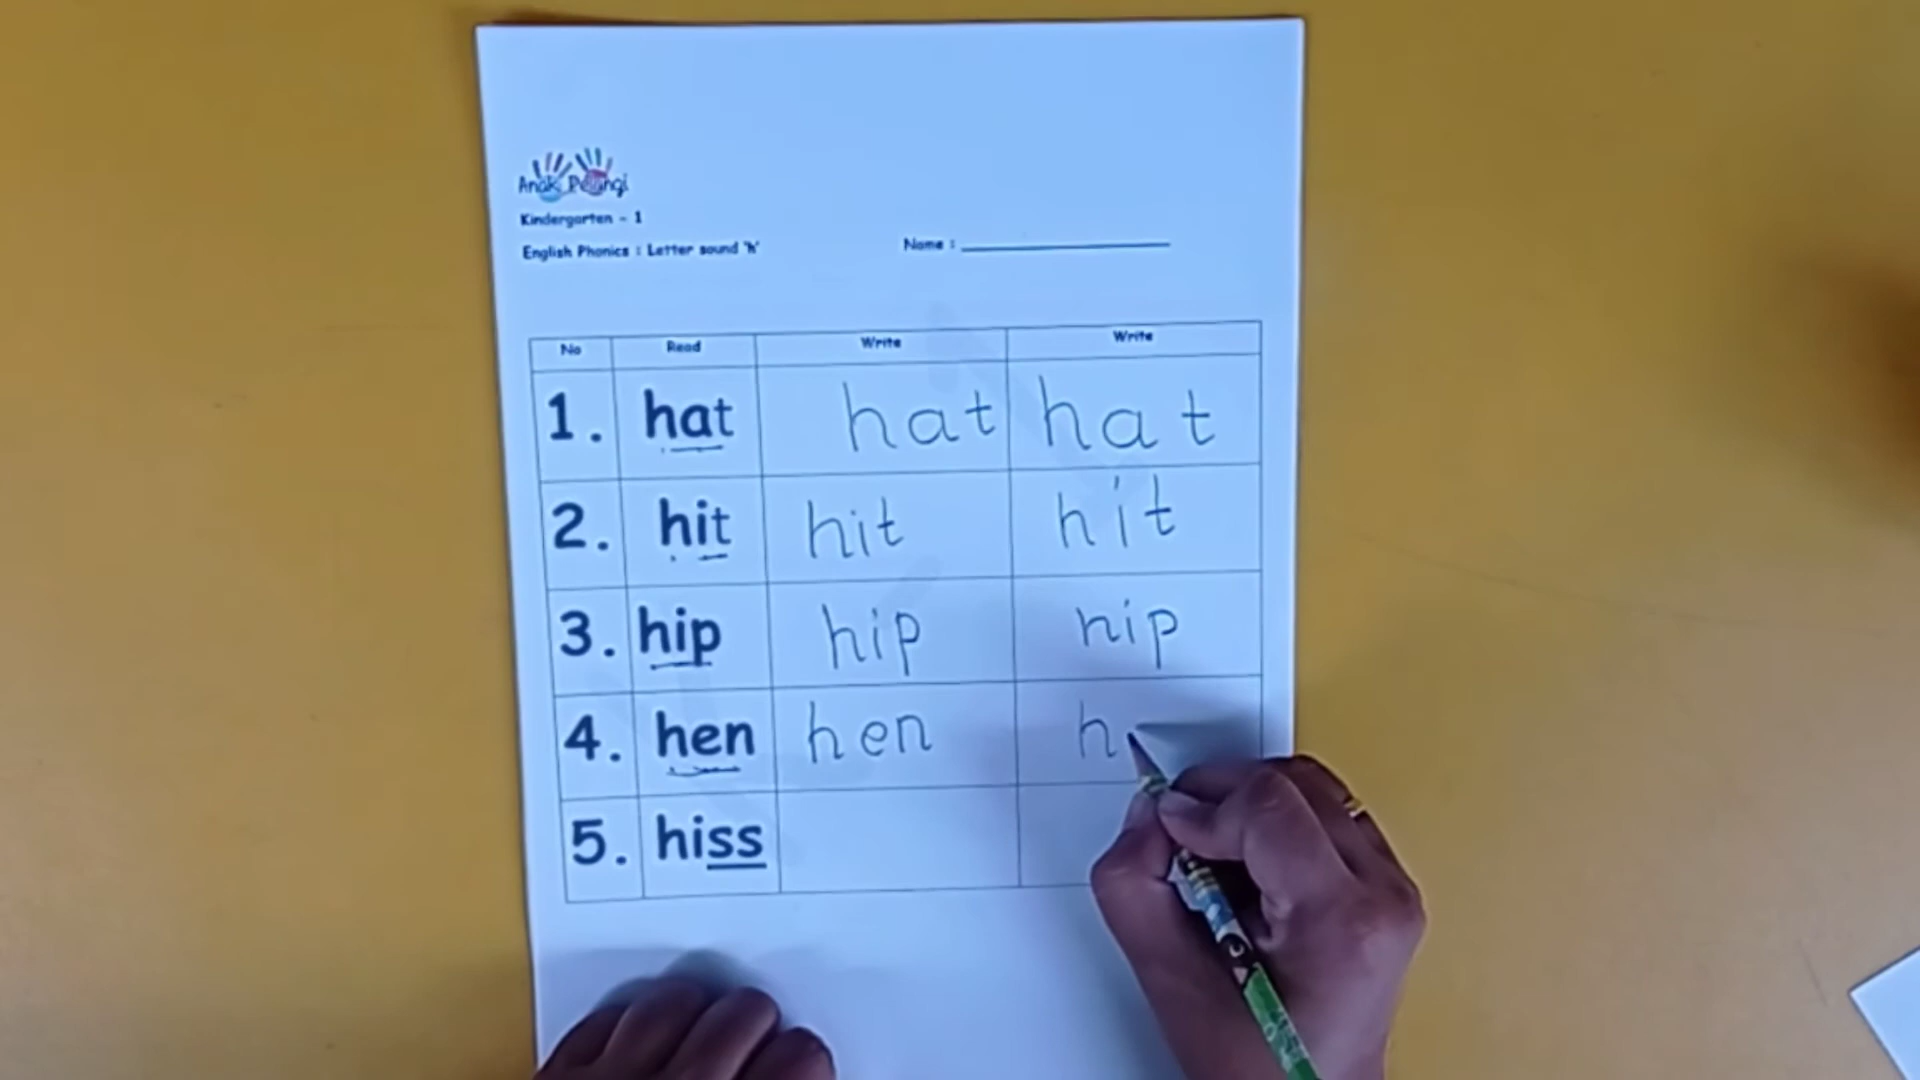 Anak Pelangi
Kindergarten - 1
English Phonics : Letter sound 'h' Name :
No Read Write Write
1. hat hat hat
2. hit hit hit
3. hip hip hip
4. hen hen h
5. hiss